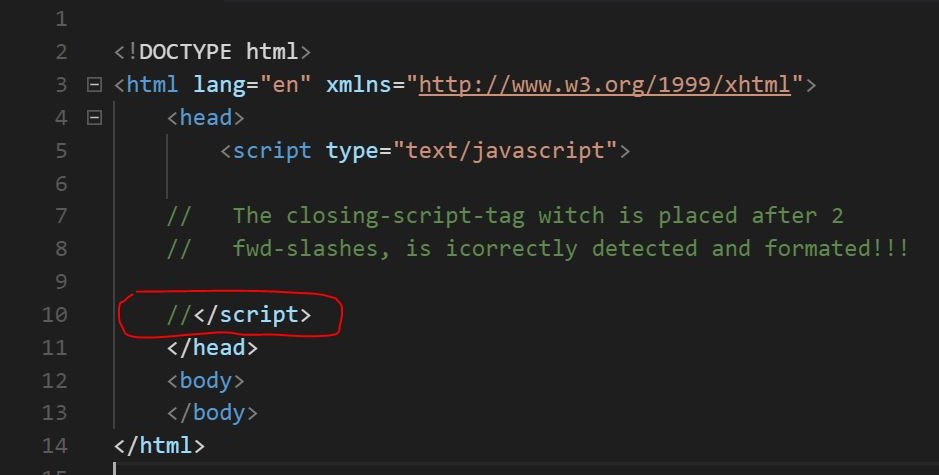 1
2 <!DOCTYPE html>
3 <html lang="en" xmlns="http://www.w3.org/1999/xhtml">
4 <head>
5 <script type="text/javascript">
6
7 // The closing-script-tag witch is placed after 2
8 // fwd-slashes, is icorrectly detected and formated!!!
9
10 //</script>
11 </head>
12 <body>
13 </body>
14 </html>
15